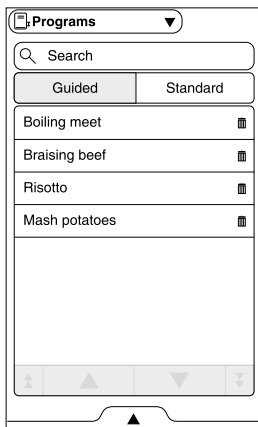 Programs
Search
Guided Standard
Boiling meet
Braising beef
Risotto
Mash potatoes